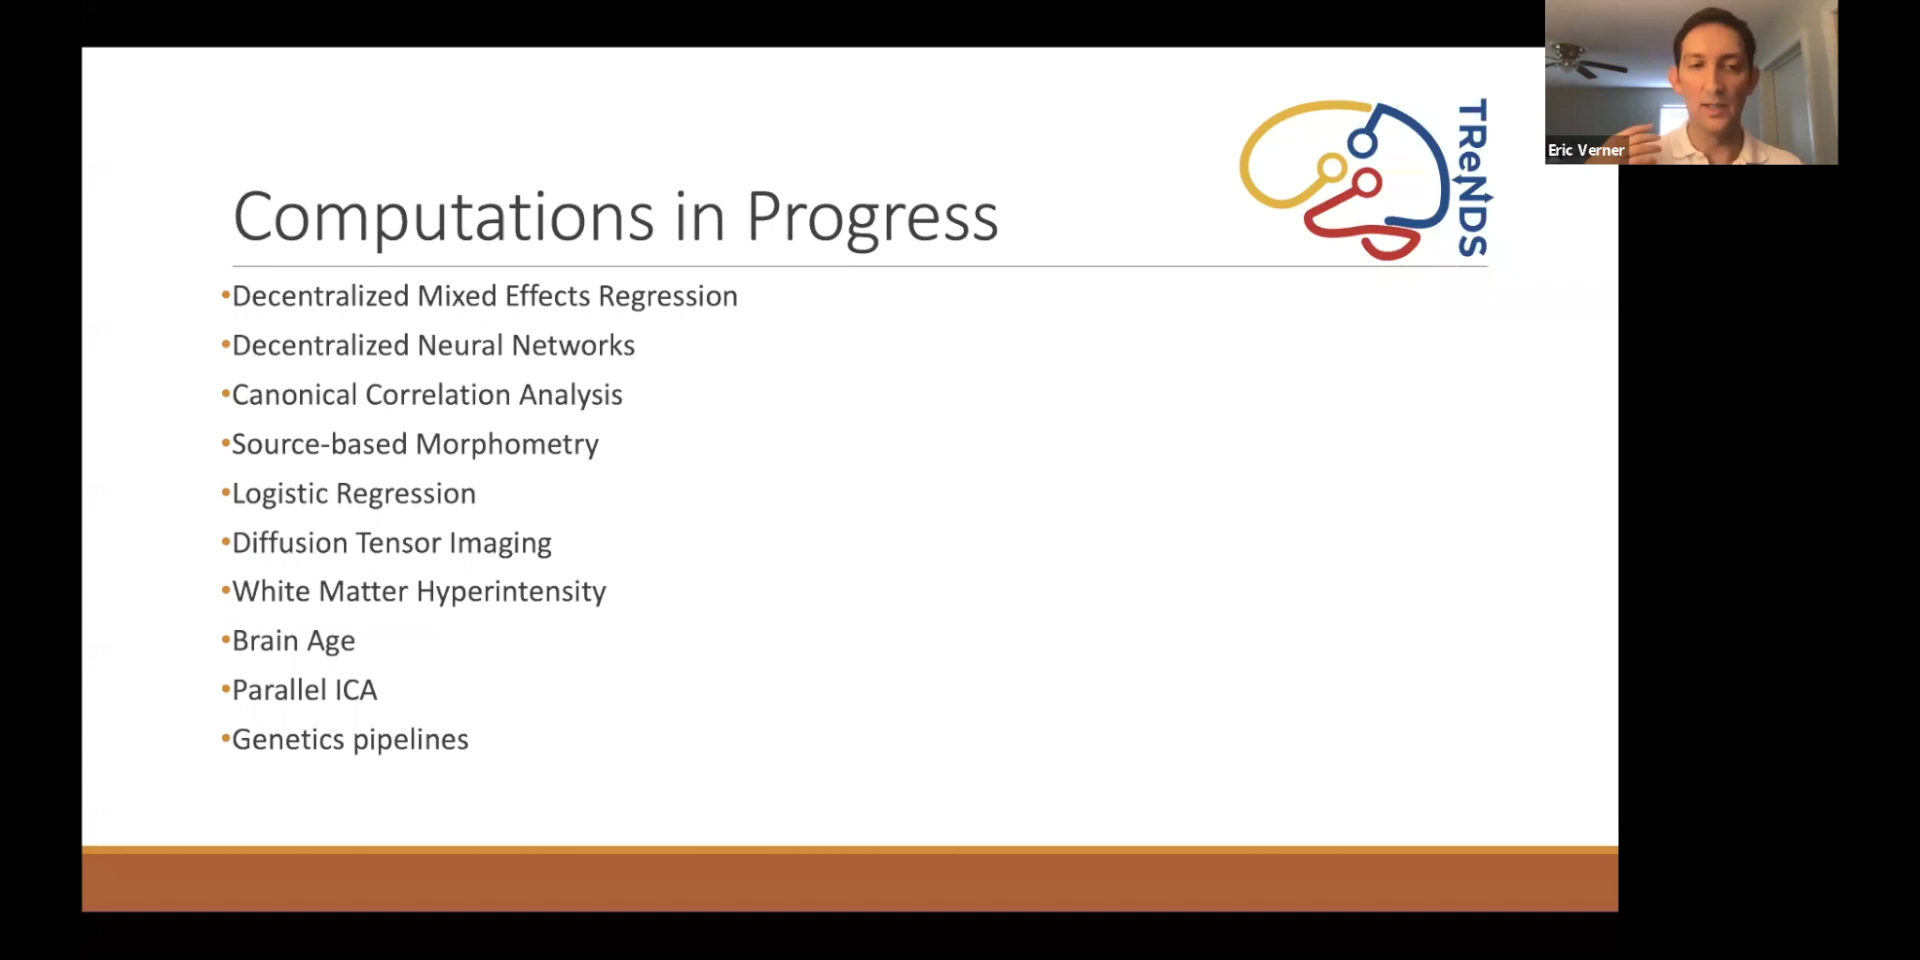 Computations in Progress
•Decentralized Mixed Effects Regression
•Decentralized Neural Networks
•Canonical Correlation Analysis
•Source-based Morphometry
•Logistic Regression
•Diffusion Tensor Imaging
•White Matter Hyperintensity
•Brain Age
•Parallel ICA
•Genetics pipelines
TReNDS
Eric Verner